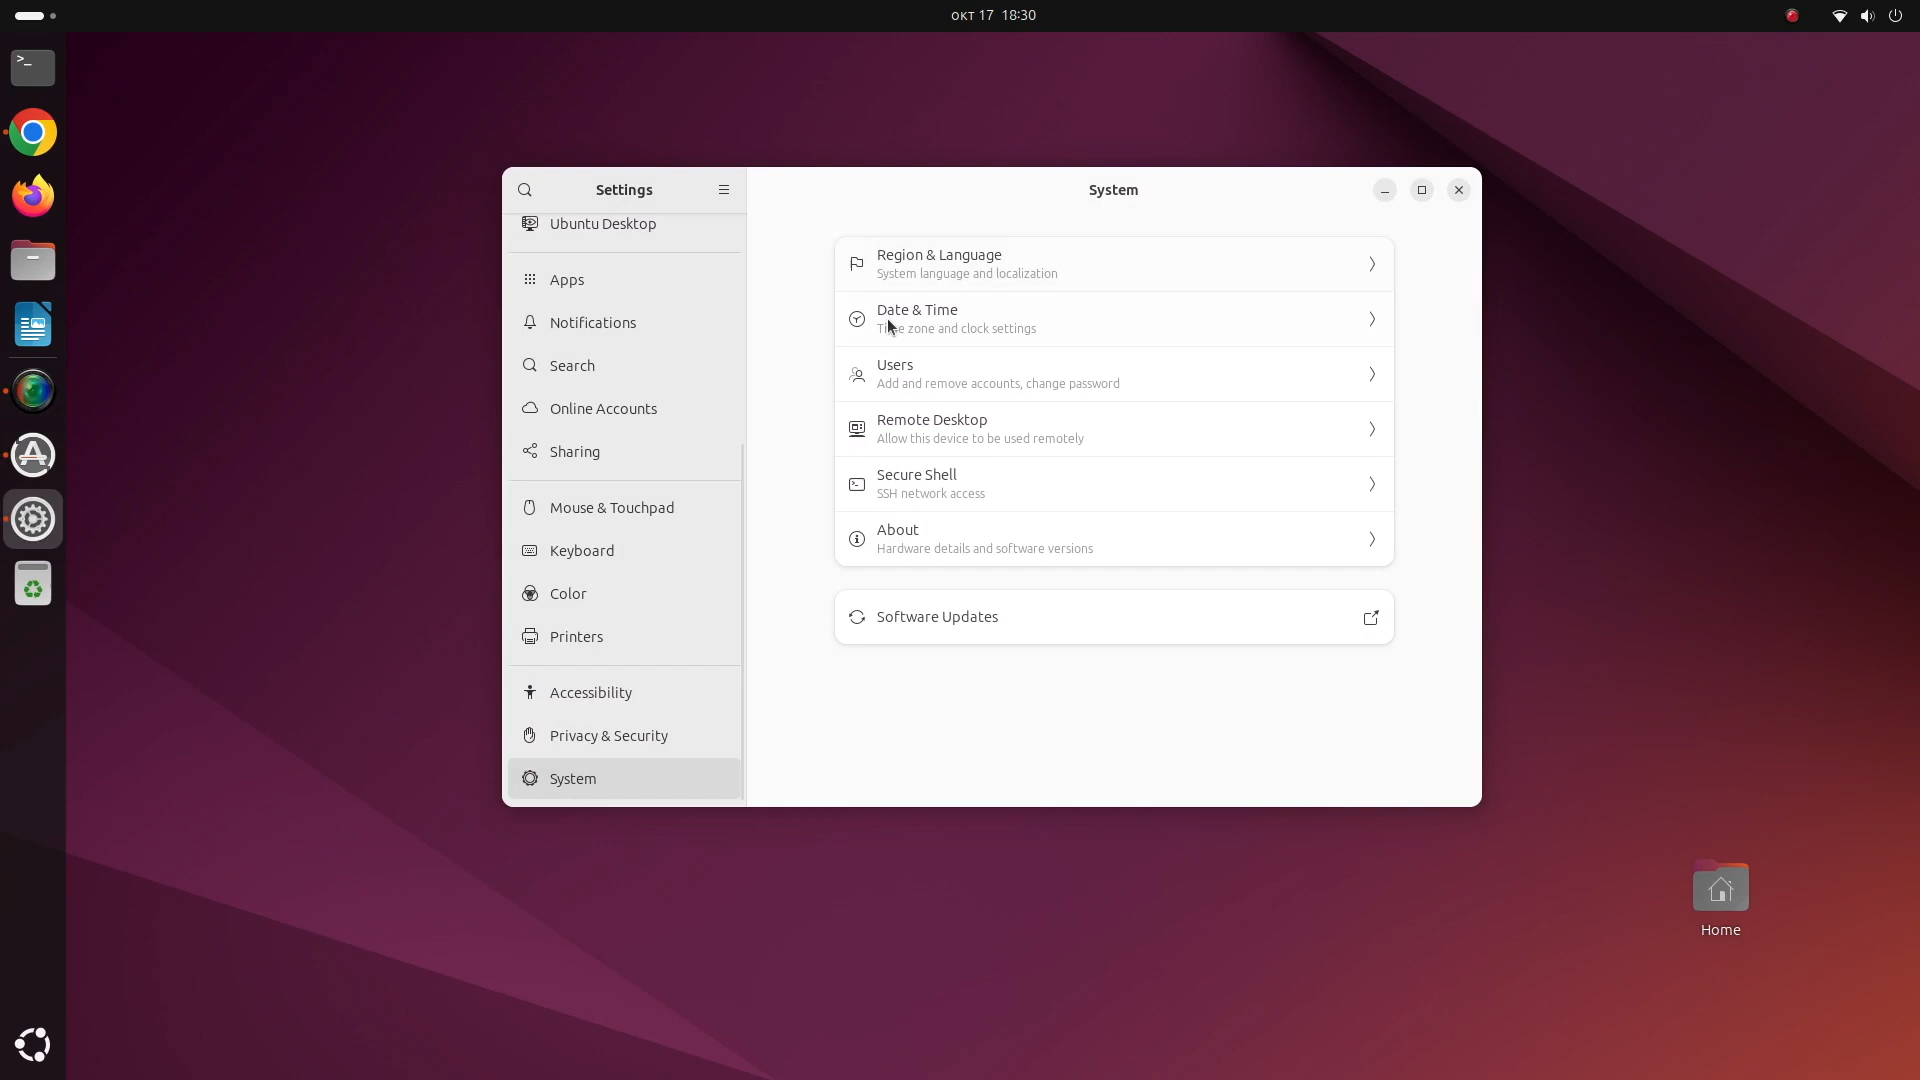 окт 17 18:30
Settings
System
Ubuntu Desktop
Apps
Notifications
Search
Online Accounts
Sharing
Mouse & Touchpad
Keyboard
Color
Printers
Accessibility
Privacy & Security
System
Region & Language
System language and localization
Date & Time
Time zone and clock settings
Users
Add and remove accounts, change password
Remote Desktop
Allow this device to be used remotely
Secure Shell
SSH network access
About
Hardware details and software versions
Software Updates
Home